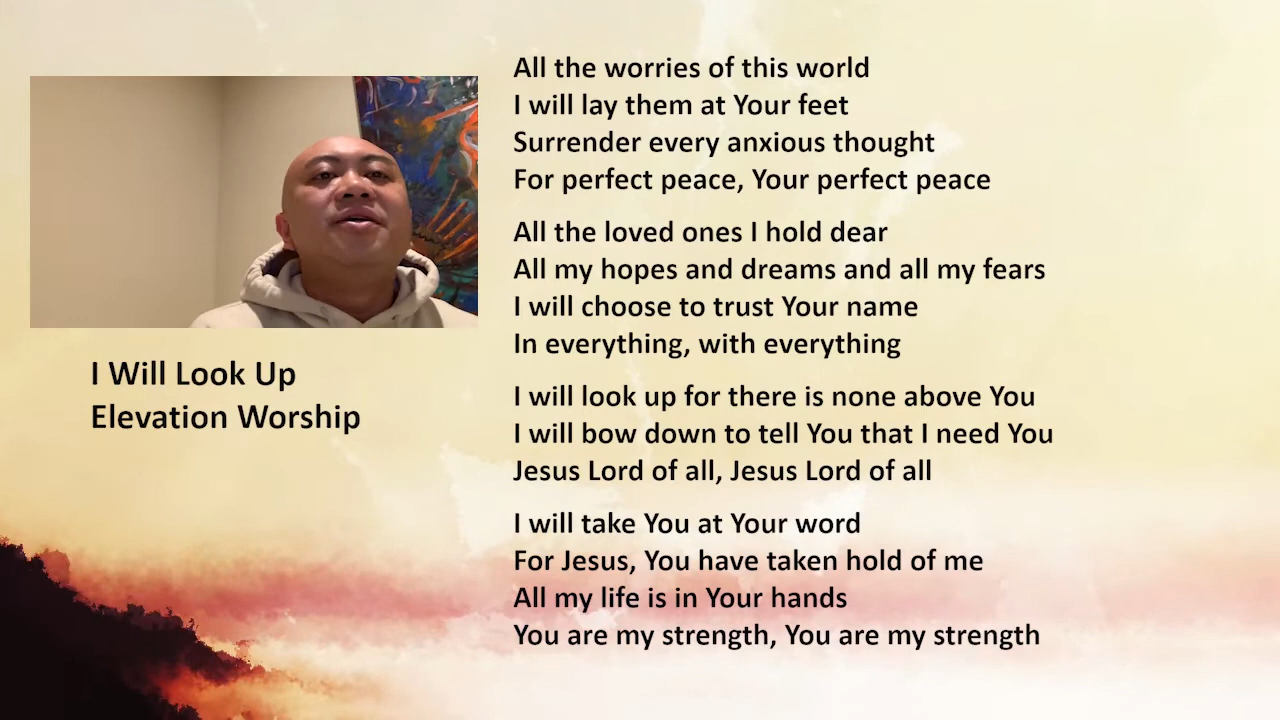 All the worries of this world
I will lay them at Your feet
Surrender every anxious thought
For perfect peace, Your perfect peace
All the loved ones I hold dear
All my hopes and dreams and all my fears
I will choose to trust Your name
In everything, with everything
I will look up for there is none above You
I will bow down to tell You that I need You
Jesus Lord of all, Jesus Lord of all
I will take You at Your word
For Jesus, You have taken hold of me
All my life is in Your hands
You are my strength, You are my strength
I Will Look Up
Elevation Worship